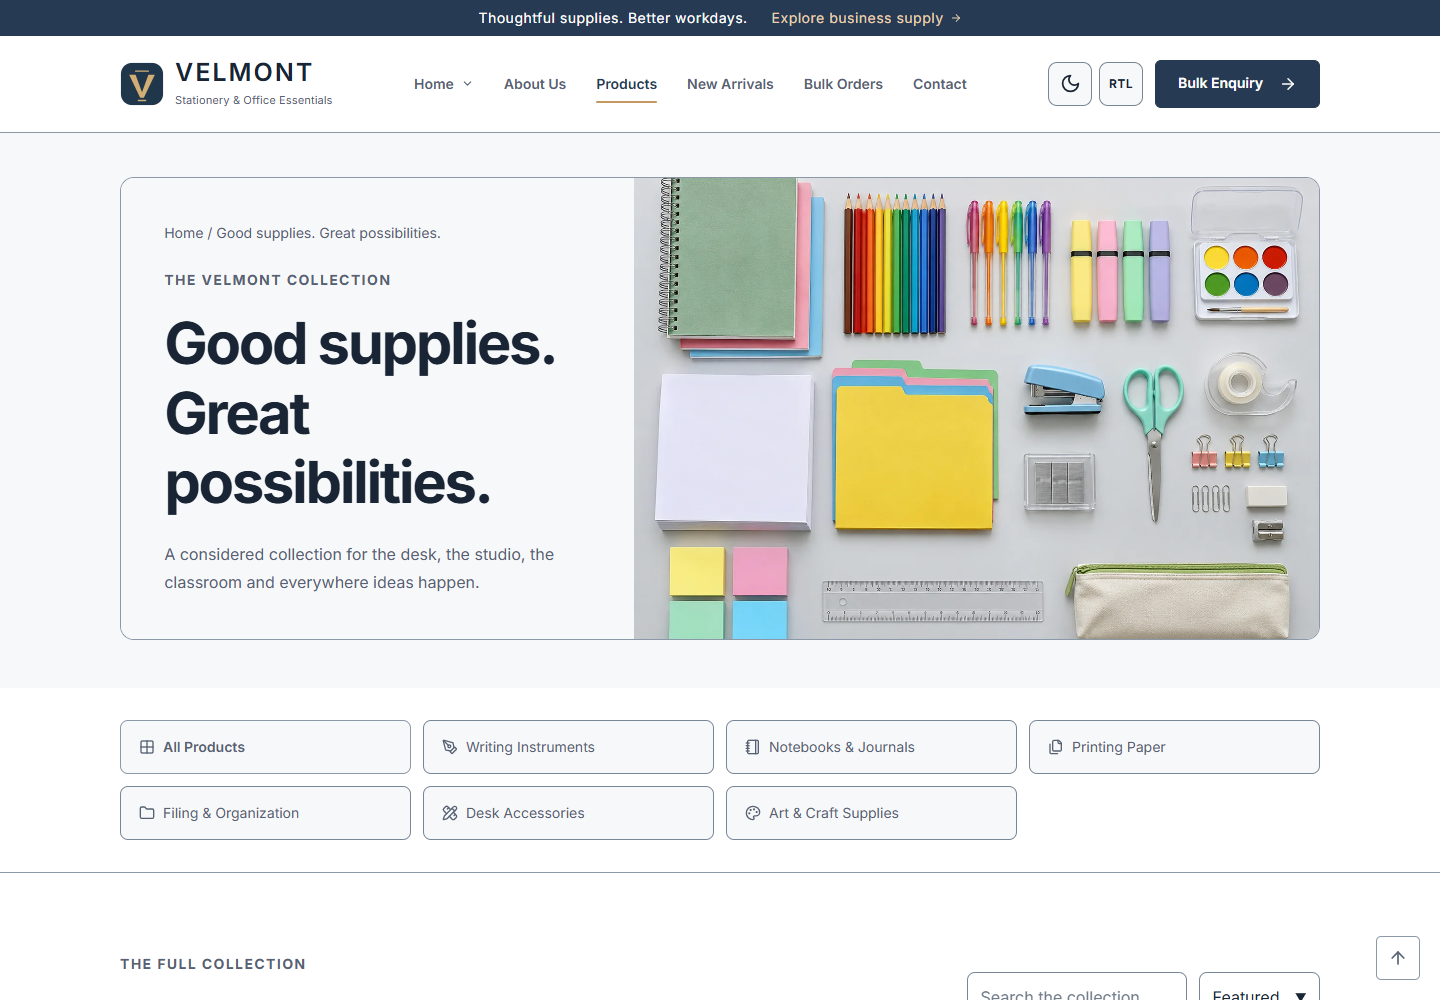 Thoughtful supplies. Better workdays. Explore business supply
VELMONT
Stationery & Office Essentials
Home
About Us
Products
New Arrivals
Bulk Orders
Contact
RTL
Bulk Enquiry
Home / Good supplies. Great possibilities.
THE VELMONT COLLECTION
Good supplies.
Great
possibilities.
A considered collection for the desk, the studio, the
classroom and everywhere ideas happen.
All Products
Writing Instruments
Notebooks & Journals
Printing Paper
Filing & Organization
Desk Accessories
Art & Craft Supplies
THE FULL COLLECTION
Search the collection
Featured